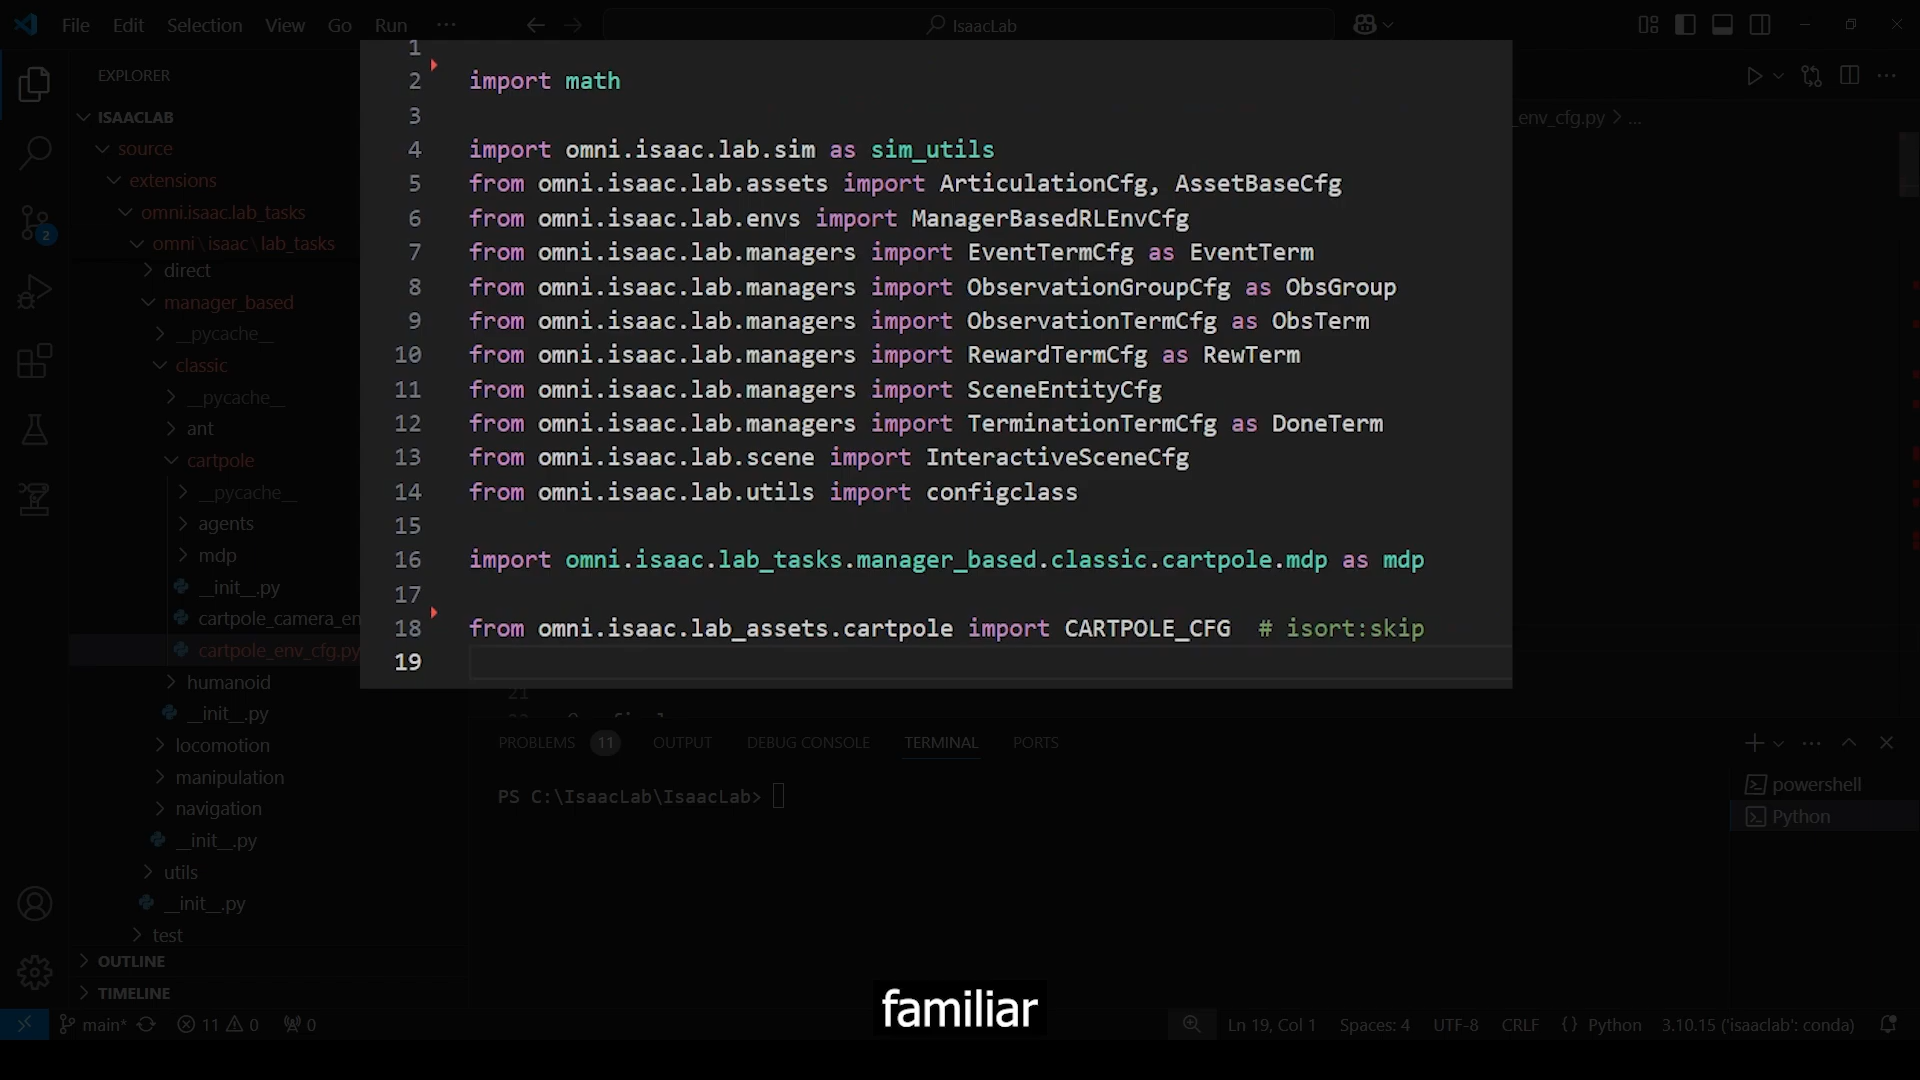 File Edit Selection View Go Run ···
IsaacLab
EXPLORER
ISAACLAB
source
extensions
omni.isaac.lab_tasks
omni\isaac\lab_tasks
direct
manager_based
__pycache__
classic
__pycache__
ant
cartpole
__pycache__
agents
mdp
__init__.py
cartpole_camera_en
cartpole_env_cfg.py
humanoid
__init__.py
locomotion
manipulation
navigation
__init__.py
utils
__init__.py
test
OUTLINE
TIMELINE
2
_env_cfg.py > ...
1
2 import math
3
4 import omni.isaac.lab.sim as sim_utils
5 from omni.isaac.lab.assets import ArticulationCfg, AssetBaseCfg
6 from omni.isaac.lab.envs import ManagerBasedRLEnvCfg
7 from omni.isaac.lab.managers import EventTermCfg as EventTerm
8 from omni.isaac.lab.managers import ObservationGroupCfg as ObsGroup
9 from omni.isaac.lab.managers import ObservationTermCfg as ObsTerm
10 from omni.isaac.lab.managers import RewardTermCfg as RewTerm
11 from omni.isaac.lab.managers import SceneEntityCfg
12 from omni.isaac.lab.managers import TerminationTermCfg as DoneTerm
13 from omni.isaac.lab.scene import InteractiveSceneCfg
14 from omni.isaac.lab.utils import configclass
15
16 import omni.isaac.lab_tasks.manager_based.classic.cartpole.mdp as mdp
17
18 from omni.isaac.lab_assets.cartpole import CARTPOLE_CFG # isort:skip
19
21
PROBLEMS 11 OUTPUT DEBUG CONSOLE TERMINAL PORTS
PS C:\IsaacLab\IsaacLab>
powershell
Python
familiar
main* 11 0 0 Ln 19, Col 1 Spaces: 4 UTF-8 CRLF {} Python 3.10.15 ('isaaclab': conda)